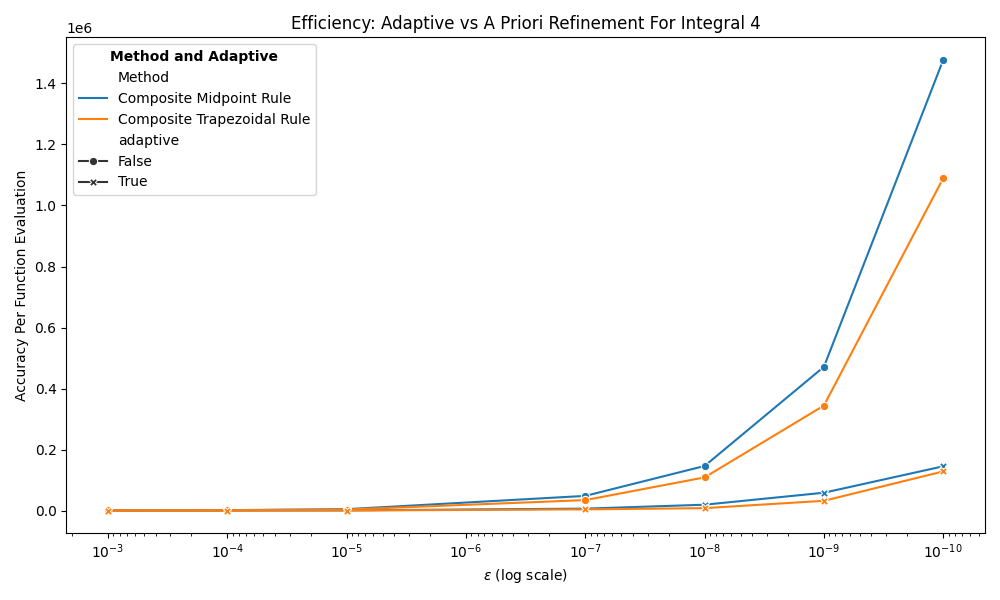 Efficiency: Adaptive vs A Priori Refinement For Integral 4
1e6
Method and Adaptive
Method
Composite Midpoint Rule
Composite Trapezoidal Rule
adaptive
False
True
Accuracy Per Function Evaluation
1.4
1.2
1.0
0.8
0.6
0.4
0.2
0.0
10⁻³ 10⁻⁴ 10⁻⁵ 10⁻⁶ 10⁻⁷ 10⁻⁸ 10⁻⁹ 10⁻¹⁰
ε (log scale)